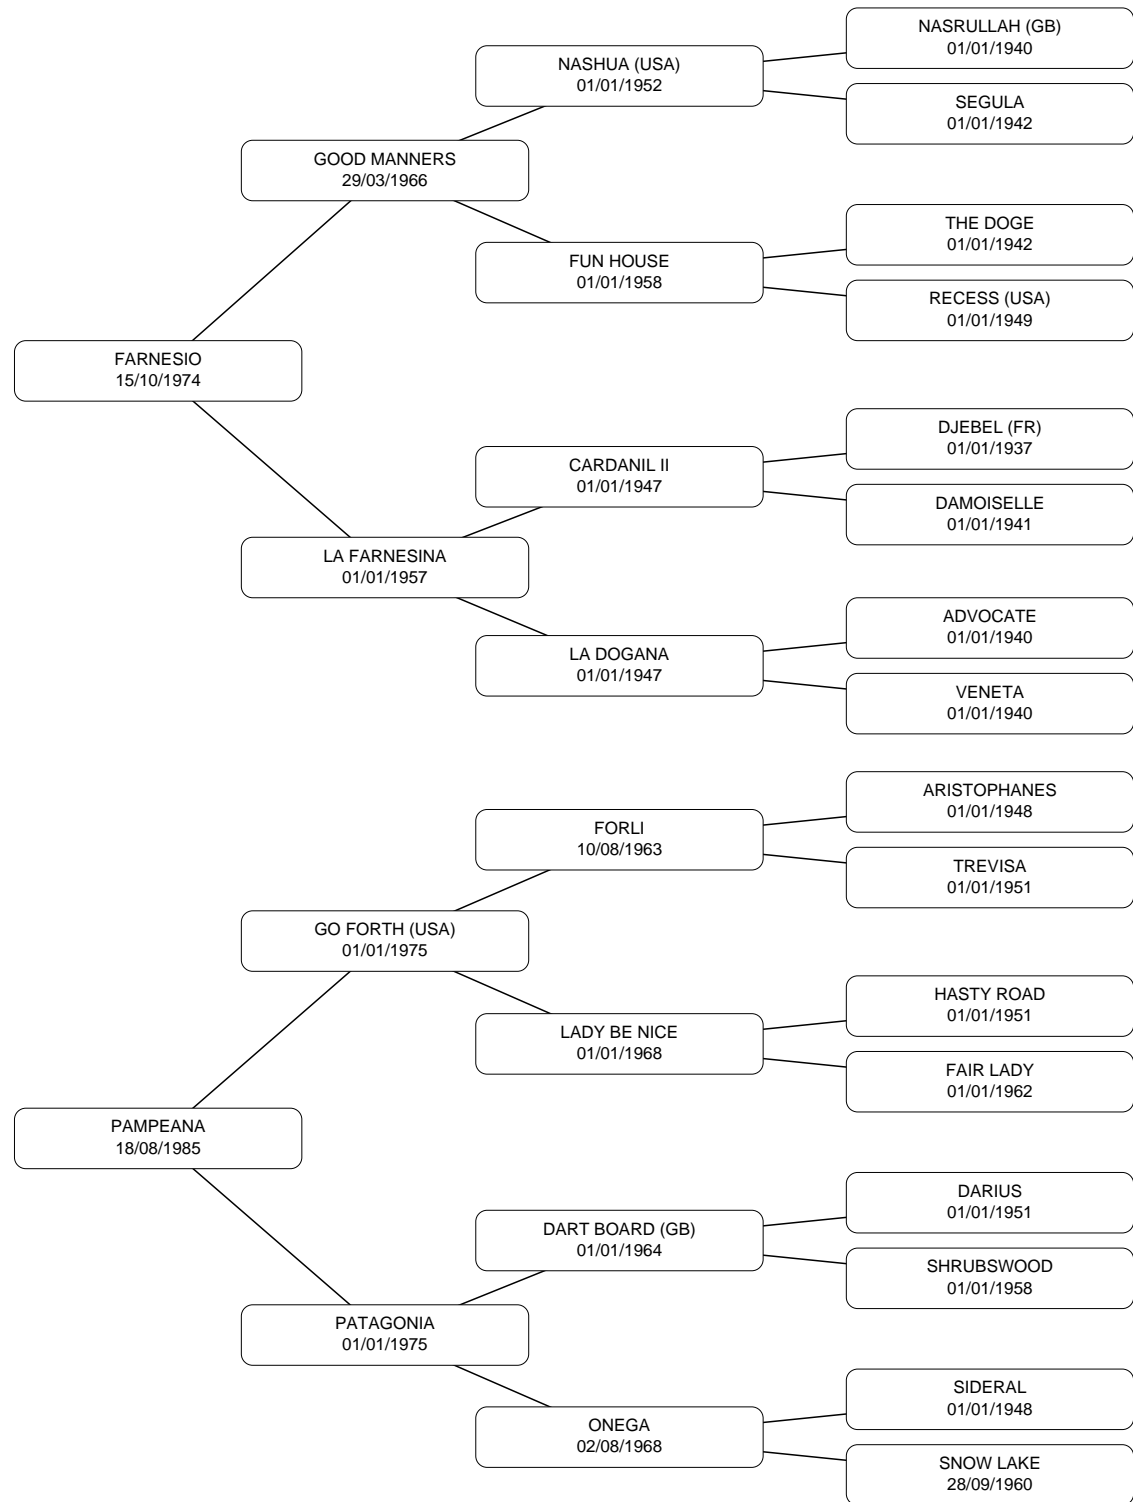 NASRULLAH (GB)
01/01/1940
NASHUA (USA)
01/01/1952
SEGULA
01/01/1942
GOOD MANNERS
29/03/1966
THE DOGE
01/01/1942
FUN HOUSE
01/01/1958
RECESS (USA)
01/01/1949
FARNESIO
15/10/1974
DJEBEL (FR)
01/01/1937
CARDANIL II
01/01/1947
DAMOISELLE
01/01/1941
LA FARNESINA
01/01/1957
ADVOCATE
01/01/1940
LA DOGANA
01/01/1947
VENETA
01/01/1940
ARISTOPHANES
01/01/1948
FORLI
10/08/1963
TREVISA
01/01/1951
GO FORTH (USA)
01/01/1975
HASTY ROAD
01/01/1951
LADY BE NICE
01/01/1968
FAIR LADY
01/01/1962
PAMPEANA
18/08/1985
DARIUS
01/01/1951
DART BOARD (GB)
01/01/1964
SHRUBSWOOD
01/01/1958
PATAGONIA
01/01/1975
SIDERAL
01/01/1948
ONEGA
02/08/1968
SNOW LAKE
28/09/1960